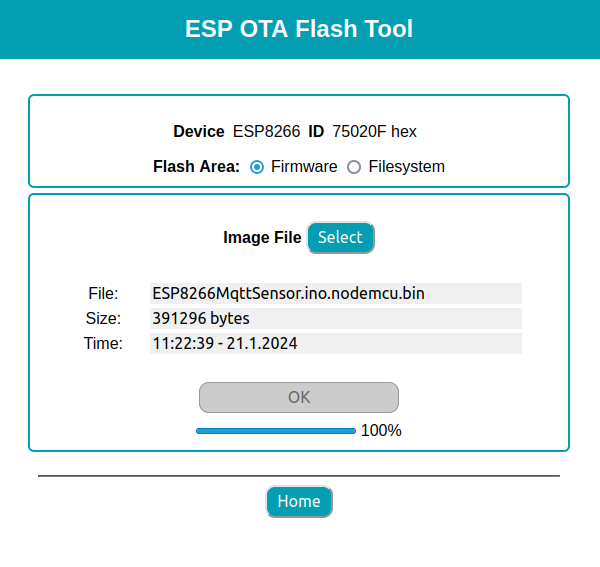 ESP OTA Flash Tool
Device ESP8266 ID 75020F hex
Flash Area: Firmware Filesystem
Image File Select
File: ESP8266MqttSensor.ino.nodemcu.bin
Size: 391296 bytes
Time: 11:22:39 - 21.1.2024
OK
100%
Home